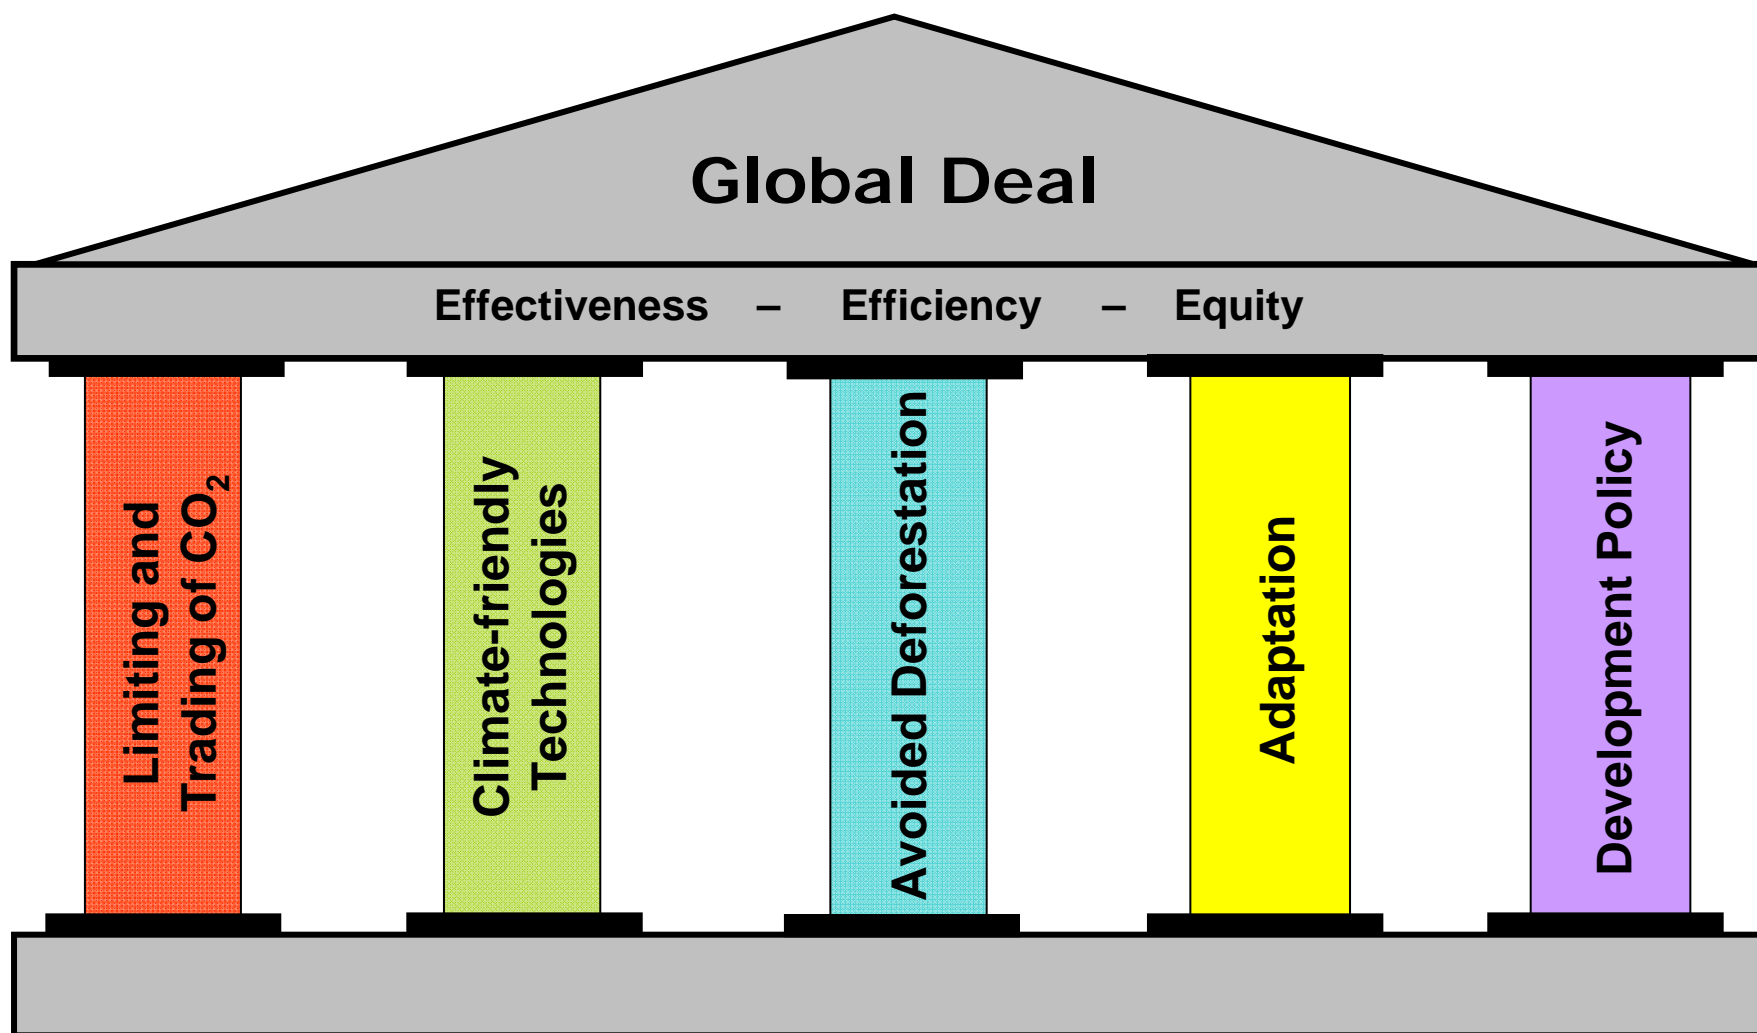 Global Deal
Effectiveness – Efficiency – Equity
Limiting and
Trading of CO₂
Climate-friendly
Technologies
Avoided Deforestation
Adaptation
Development Policy